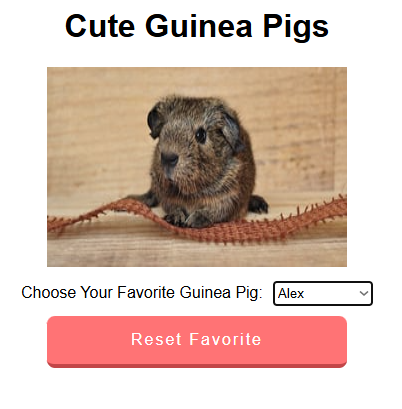 Cute Guinea Pigs
Choose Your Favorite Guinea Pig: Alex
Reset Favorite